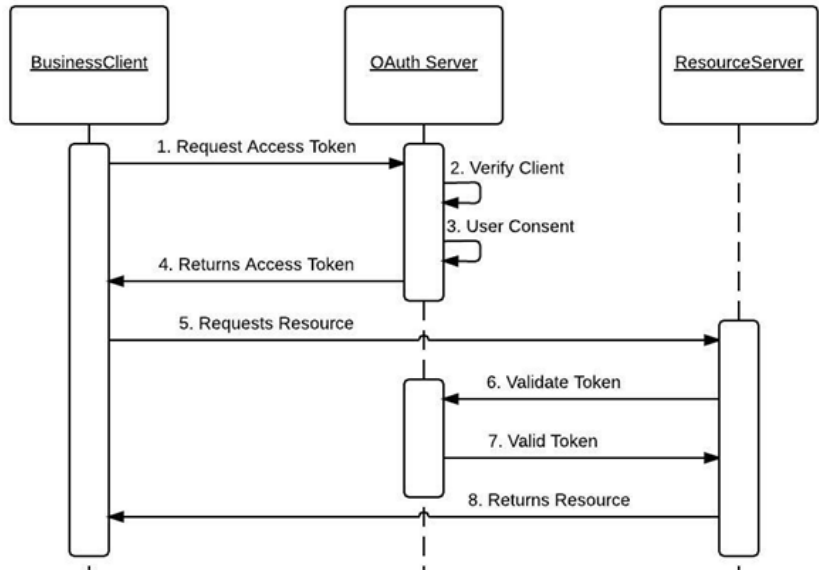 BusinessClient
OAuth Server
ResourceServer
1. Request Access Token
2. Verify Client
3. User Consent
4. Returns Access Token
5. Requests Resource
6. Validate Token
7. Valid Token
8. Returns Resource